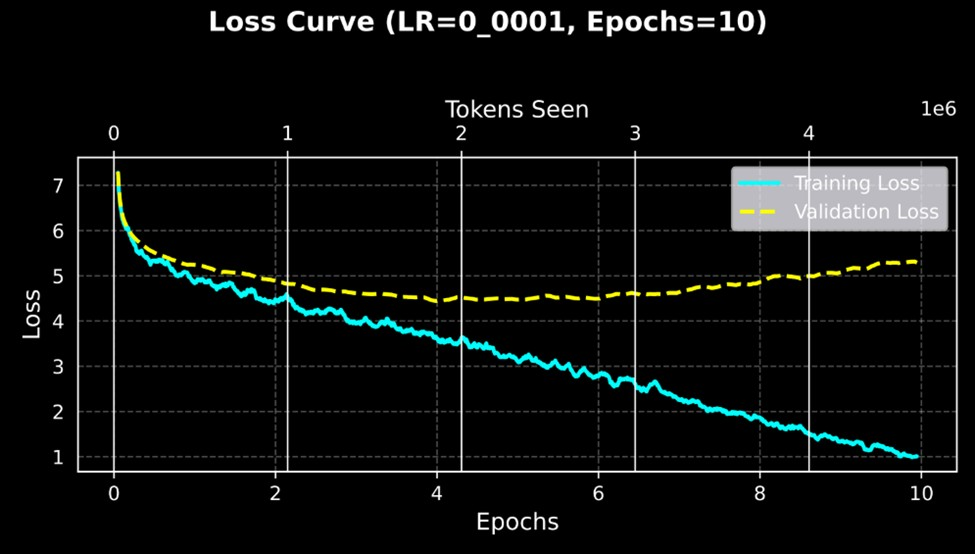 Loss Curve (LR=0_0001, Epochs=10)
Tokens Seen
1e6
0 1 2 3 4
Training Loss
Validation Loss
7
6
5
4
3
2
1
Loss
0 2 4 6 8 10
Epochs